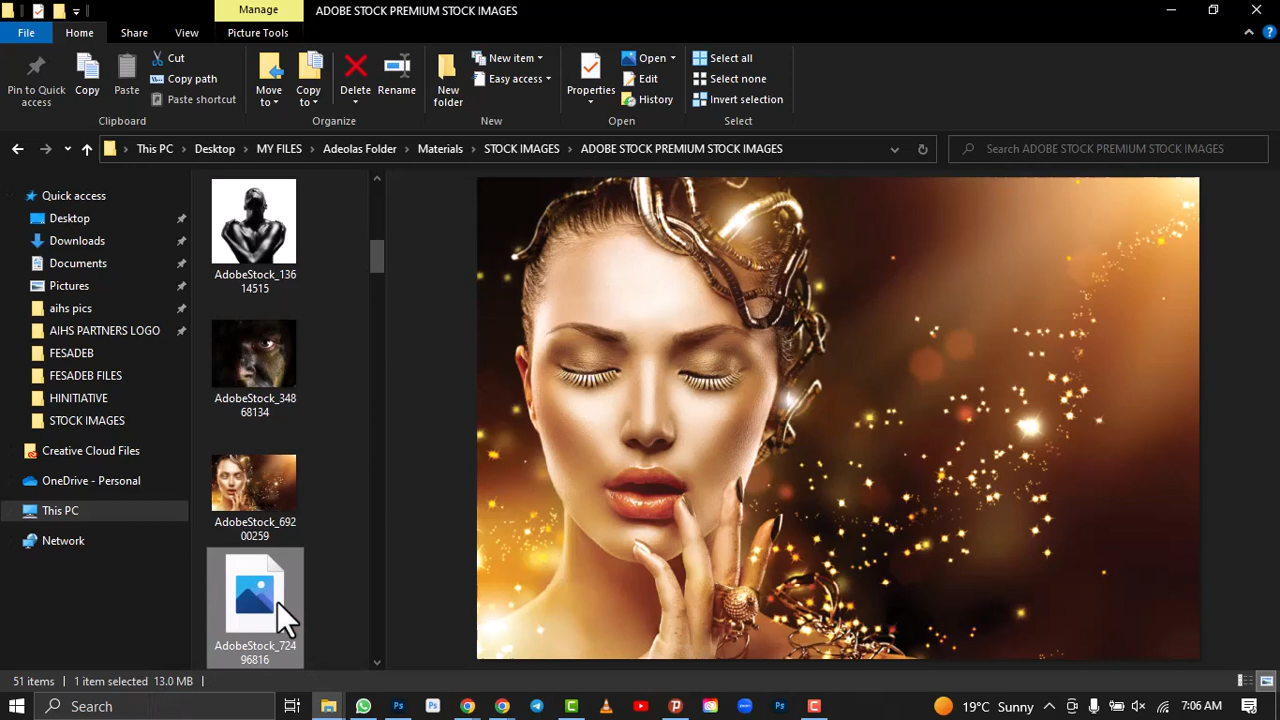 Manage
ADOBE STOCK PREMIUM STOCK IMAGES
File
Home
Share
View
Picture Tools
Pin to Quick access
Copy
Paste
Cut
Copy path
Paste shortcut
Move to
Copy to
Delete
Rename
New folder
New item
Easy access
Properties
Open
Edit
History
Select all
Select none
Invert selection
Clipboard
Organize
New
Open
Select
This PC > Desktop > MY FILES > Adeolas Folder > Materials > STOCK IMAGES > ADOBE STOCK PREMIUM STOCK IMAGES
Search ADOBE STOCK PREMIUM STOCK IMAGES
Quick access
Desktop
Downloads
Documents
Pictures
aihs pics
AIHS PARTNERS LOGO
FESADEB
FESADEB FILES
HINITIATIVE
STOCK IMAGES
Creative Cloud Files
OneDrive - Personal
This PC
Network
AdobeStock_136
14515
AdobeStock_348
68134
AdobeStock_692
00259
AdobeStock_724
96816
51 items
1 item selected 13.0 MB
Search
19°C Sunny
7:06 AM